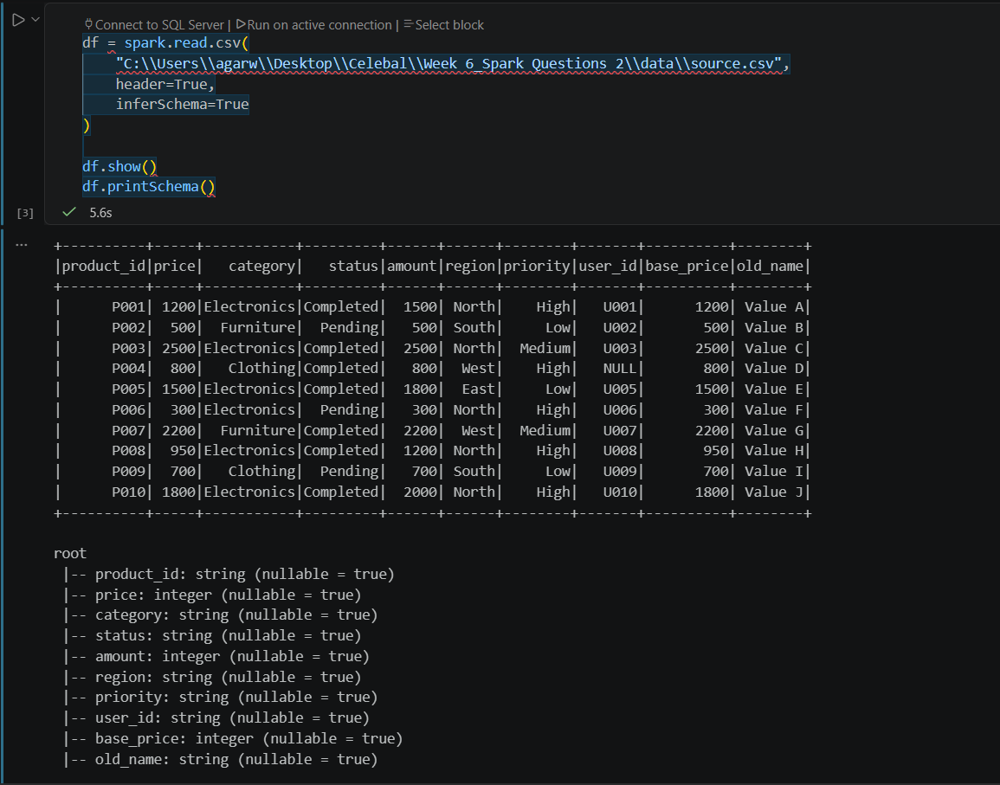 Connect to SQL Server | Run on active connection | Select block
df = spark.read.csv(
    "C:\\Users\\agarw\\Desktop\\Celebal\\Week 6_Spark Questions 2\\data\\source.csv",
    header=True,
    inferSchema=True
)
df.show()
df.printSchema()
[3] 5.6s
...
+----------+-----+-----------+---------+------+------+--------+-------+----------+--------+
|product_id|price|   category|   status|amount|region|priority|user_id|base_price|old_name|
+----------+-----+-----------+---------+------+------+--------+-------+----------+--------+
|      P001| 1200|Electronics|Completed|  1500| North|    High|   U001|      1200| Value A|
|      P002|  500|  Furniture|  Pending|   500| South|     Low|   U002|       500| Value B|
|      P003| 2500|Electronics|Completed|  2500| North|  Medium|   U003|      2500| Value C|
|      P004|  800|   Clothing|Completed|   800|  West|    High|   NULL|       800| Value D|
|      P005| 1500|Electronics|Completed|  1800|  East|     Low|   U005|      1500| Value E|
|      P006|  300|Electronics|  Pending|   300| North|    High|   U006|       300| Value F|
|      P007| 2200|  Furniture|Completed|  2200|  West|  Medium|   U007|      2200| Value G|
|      P008|  950|Electronics|Completed|  1200| North|    High|   U008|       950| Value H|
|      P009|  700|   Clothing|  Pending|   700| South|     Low|   U009|       700| Value I|
|      P010| 1800|Electronics|Completed|  2000| North|    High|   U010|      1800| Value J|
+----------+-----+-----------+---------+------+------+--------+-------+----------+--------+
root
 |-- product_id: string (nullable = true)
 |-- price: integer (nullable = true)
 |-- category: string (nullable = true)
 |-- status: string (nullable = true)
 |-- amount: integer (nullable = true)
 |-- region: string (nullable = true)
 |-- priority: string (nullable = true)
 |-- user_id: string (nullable = true)
 |-- base_price: integer (nullable = true)
 |-- old_name: string (nullable = true)